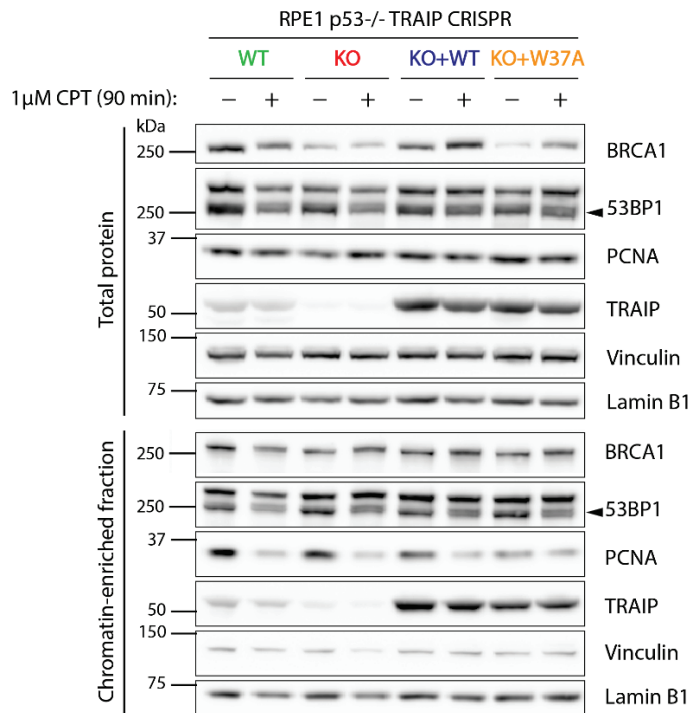 RPE1 p53-/- TRAIP CRISPR
WT KO KO+WT KO+W37A
1μM CPT (90 min): − + − + − + − +
kDa
Total protein
250 BRCA1
250 53BP1
37 PCNA
50 TRAIP
150 Vinculin
75 Lamin B1
Chromatin-enriched fraction
250 BRCA1
250 53BP1
37 PCNA
50 TRAIP
150 Vinculin
75 Lamin B1